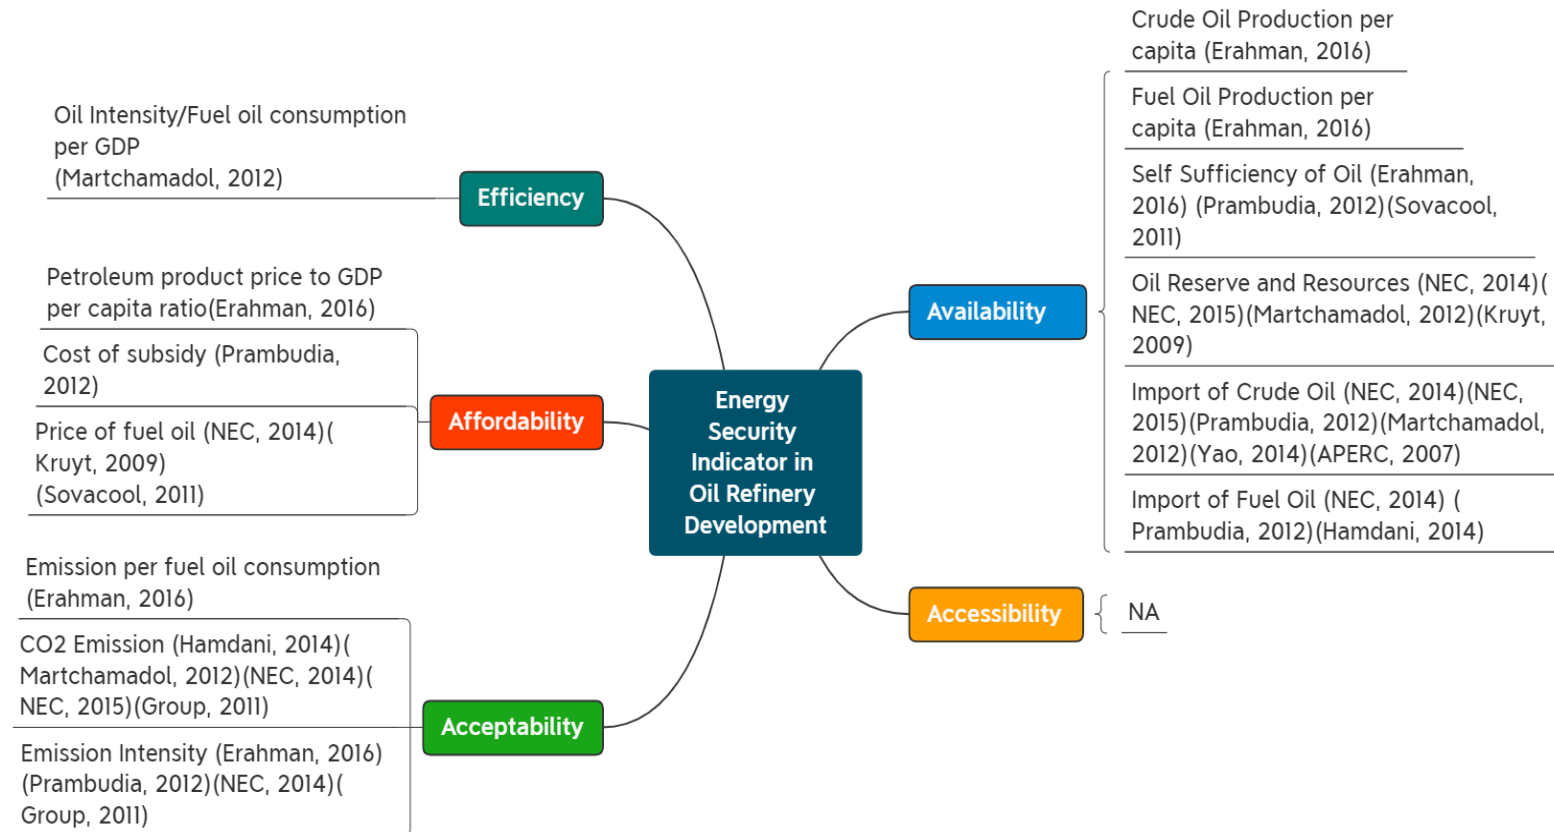 Energy
Security
Indicator in
Oil Refinery
Development
Efficiency
Oil Intensity/Fuel oil consumption
per GDP
(Martchamadol, 2012)
Affordability
Petroleum product price to GDP
per capita ratio(Erahman, 2016)
Cost of subsidy (Prambudia,
2012)
Price of fuel oil (NEC, 2014)(
Kruyt, 2009)
(Sovacool, 2011)
Acceptability
Emission per fuel oil consumption
(Erahman, 2016)
CO2 Emission (Hamdani, 2014)(
Martchamadol, 2012)(NEC, 2014)(
NEC, 2015)(Group, 2011)
Emission Intensity (Erahman, 2016)
(Prambudia, 2012)(NEC, 2014)(
Group, 2011)
Availability
Crude Oil Production per
capita (Erahman, 2016)
Fuel Oil Production per
capita (Erahman, 2016)
Self Sufficiency of Oil (Erahman,
2016) (Prambudia, 2012)(Sovacool,
2011)
Oil Reserve and Resources (NEC, 2014)(
NEC, 2015)(Martchamadol, 2012)(Kruyt,
2009)
Import of Crude Oil (NEC, 2014)(NEC,
2015)(Prambudia, 2012)(Martchamadol,
2012)(Yao, 2014)(APERC, 2007)
Import of Fuel Oil (NEC, 2014) (
Prambudia, 2012)(Hamdani, 2014)
Accessibility
NA